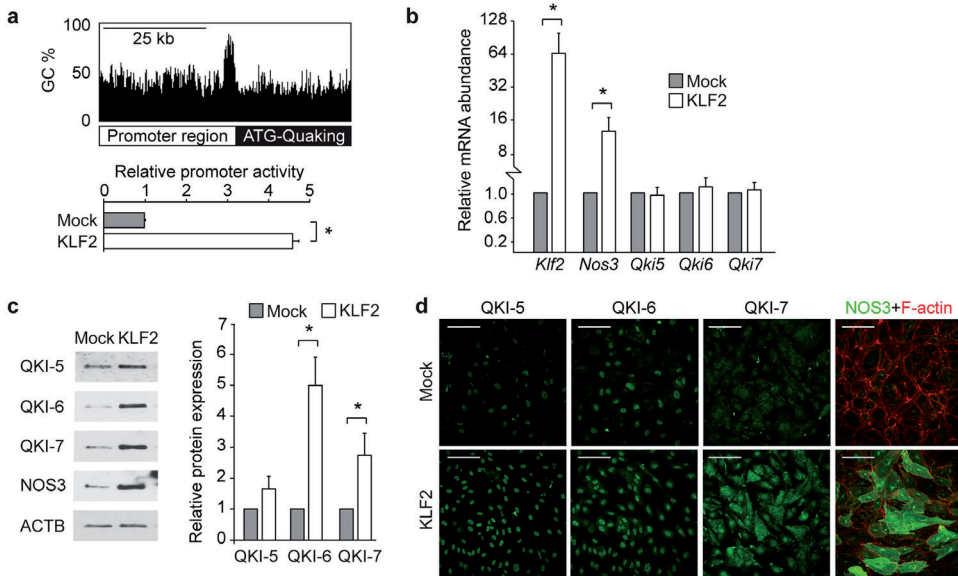 a
100
25 kb
GC %
50
0
Promoter region ATG-Quaking
Relative promoter activity
0 1 2 3 4 5
Mock
KLF2
*
b
128
64
32
16
8
1.0
0.6
0.2
Relative mRNA abundance
* *
Mock
KLF2
Klf2 Nos3 Qki5 Qki6 Qki7
c
Mock KLF2
QKI-5
QKI-6
QKI-7
NOS3
ACTB
Mock KLF2
7
6
5
4
3
2
1
0
Relative protein expression
* *
QKI-5 QKI-6 QKI-7
d
QKI-5 QKI-6 QKI-7 NOS3+F-actin
Mock
KLF2